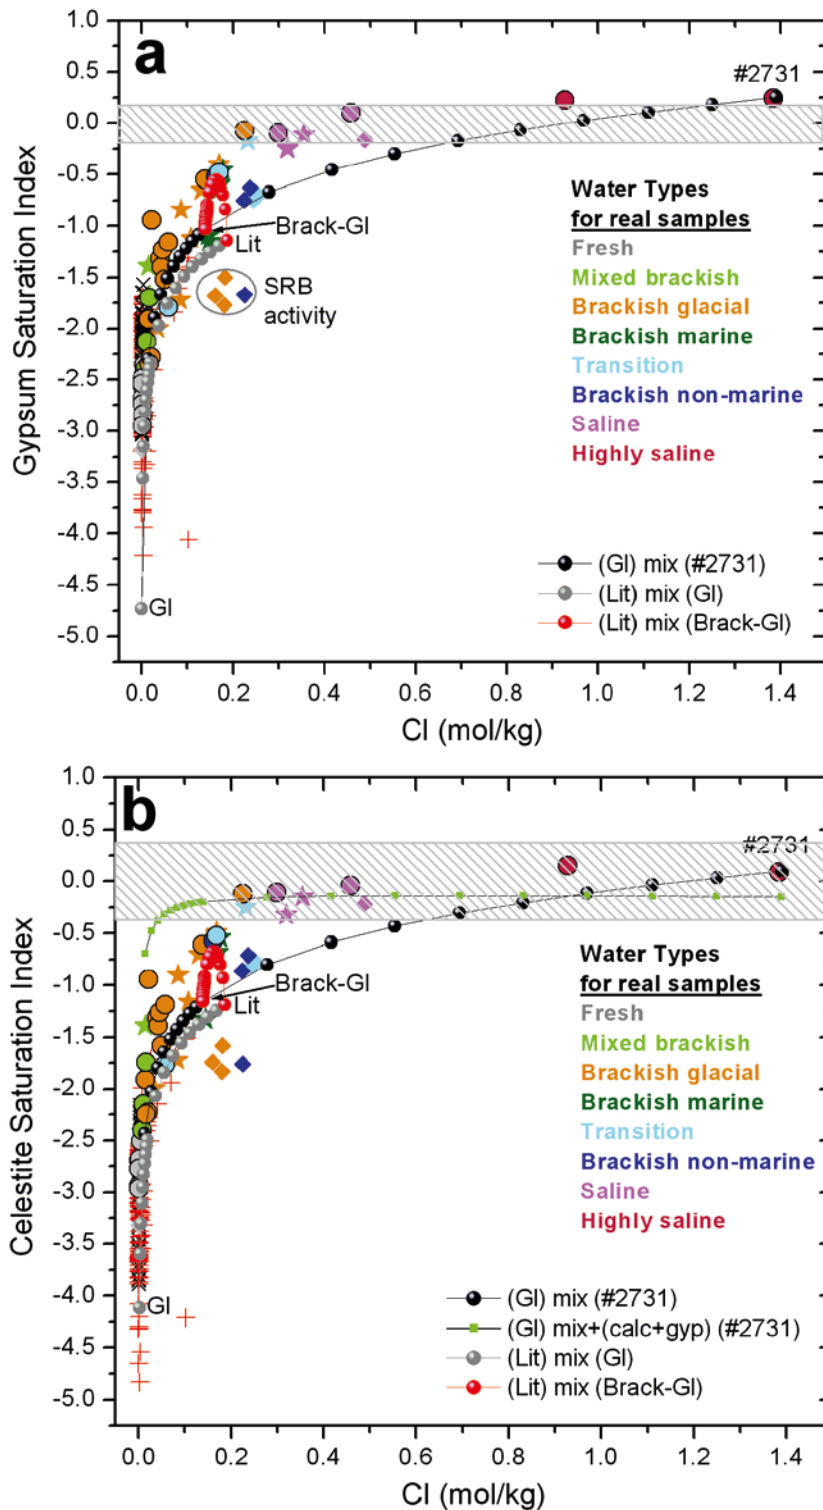 a
1.0
0.5
0.0
-0.5
-1.0
-1.5
-2.0
-2.5
-3.0
-3.5
-4.0
-4.5
-5.0
Gypsum Saturation Index
#2731
Brack-Gl
Lit
SRB
activity
Gl
Water Types
for real samples
Fresh
Mixed brackish
Brackish glacial
Brackish marine
Transition
Brackish non-marine
Saline
Highly saline
(Gl) mix (#2731)
(Lit) mix (Gl)
(Lit) mix (Brack-Gl)
0.0 0.2 0.4 0.6 0.8 1.0 1.2 1.4
Cl (mol/kg)
b
1.0
0.5
0.0
-0.5
-1.0
-1.5
-2.0
-2.5
-3.0
-3.5
-4.0
-4.5
-5.0
Celestite Saturation Index
#2731
Brack-Gl
Lit
Gl
Water Types
for real samples
Fresh
Mixed brackish
Brackish glacial
Brackish marine
Transition
Brackish non-marine
Saline
Highly saline
(Gl) mix (#2731)
(Gl) mix+(calc+gyp) (#2731)
(Lit) mix (Gl)
(Lit) mix (Brack-Gl)
0.0 0.2 0.4 0.6 0.8 1.0 1.2 1.4
Cl (mol/kg)